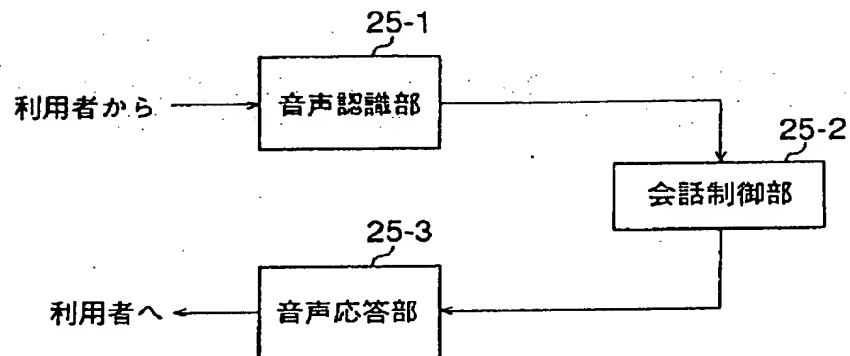 25-1
利用者から
音声認識部
25-2
会話制御部
25-3
利用者へ
音声応答部